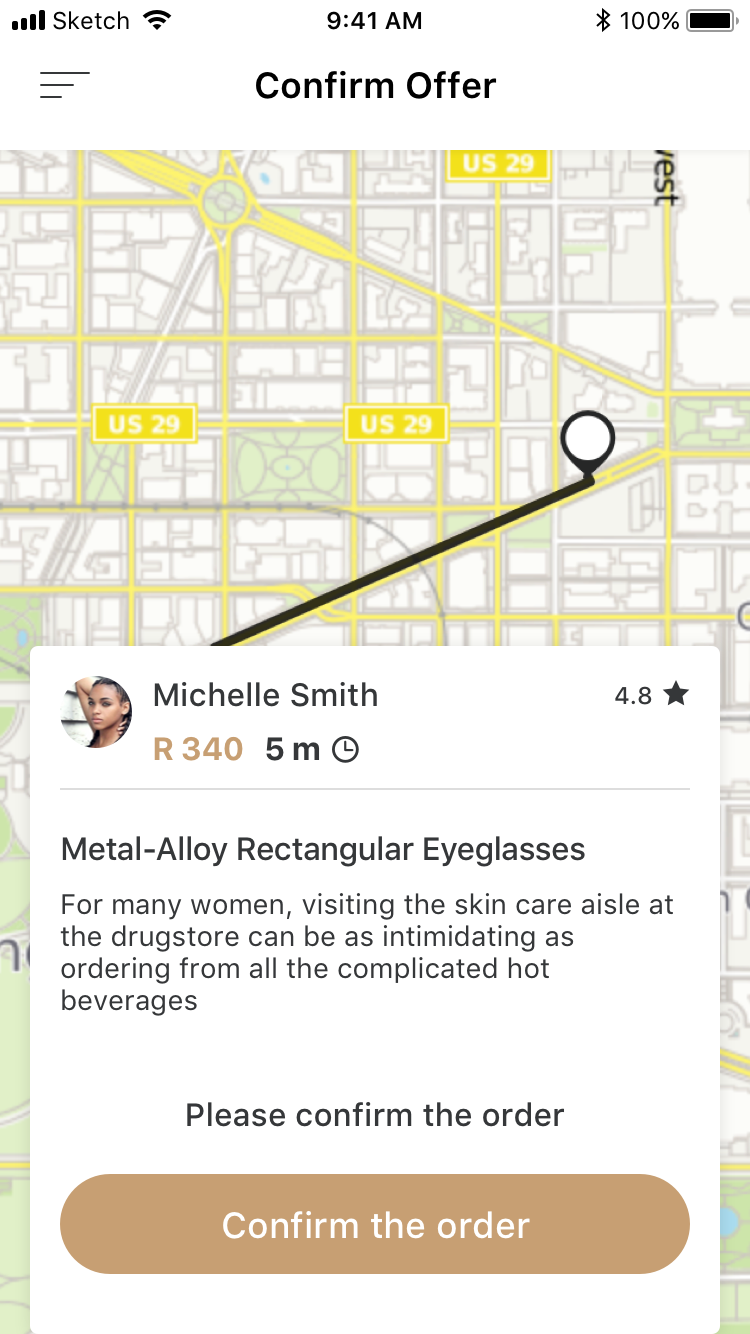 Sketch 9:41 AM 100%
Confirm Offer
US 29
US 29 US 29
Michelle Smith 4.8
R 340 5 m
Metal-Alloy Rectangular Eyeglasses
For many women, visiting the skin care aisle at
the drugstore can be as intimidating as
ordering from all the complicated hot
beverages
Please confirm the order
Confirm the order